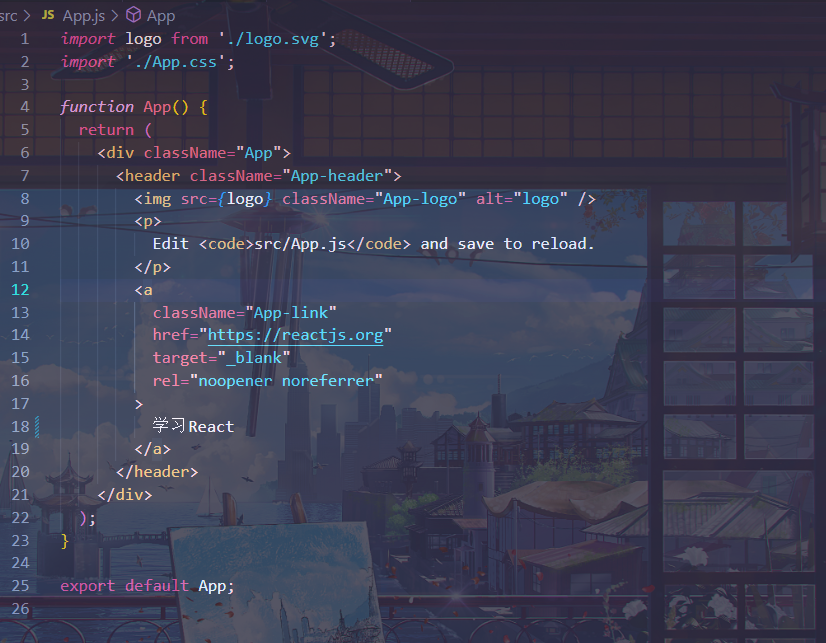 src > JS App.js > App
1 import logo from './logo.svg';
2 import './App.css';
3
4 function App() {
5   return (
6     <div className="App">
7       <header className="App-header">
8         <img src={logo} className="App-logo" alt="logo" />
9         <p>
10           Edit <code>src/App.js</code> and save to reload.
11         </p>
12         <a
13           className="App-link"
14           href="https://reactjs.org"
15           target="_blank"
16           rel="noopener noreferrer"
17         >
18           学习React
19         </a>
20       </header>
21     </div>
22   );
23 }
24
25 export default App;
26